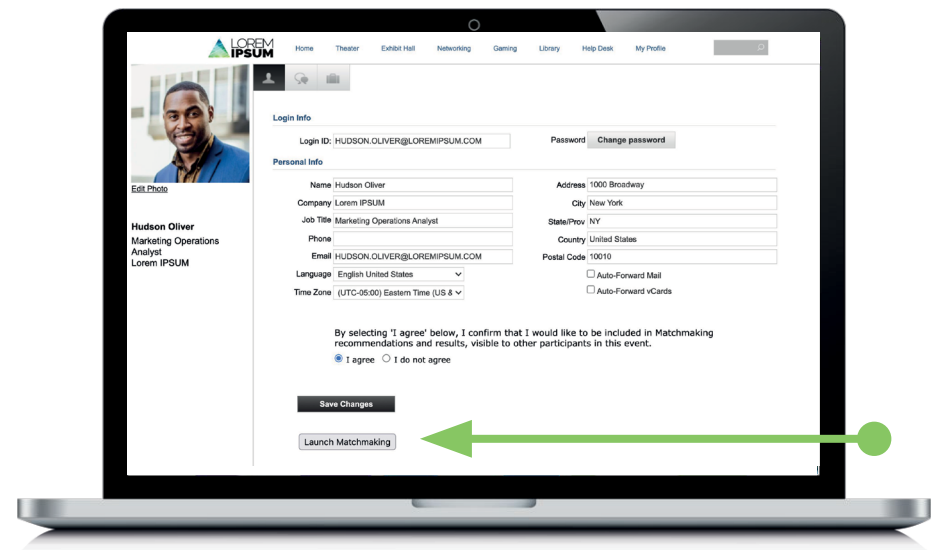 LOREM
IPSUM
Home Theater Exhibit Hall Networking Gaming Library Help Desk My Profile
Edit Photo
Hudson Oliver
Marketing Operations
Analyst
Lorem IPSUM
Login Info
Login ID: HUDSON.OLIVER@LOREMIPSUM.COM Password Change password
Personal Info
Name Hudson Oliver Address 1000 Broadway
Company Lorem IPSUM City New York
Job Title Marketing Operations Analyst State/Prov NY
Phone Country United States
Email HUDSON.OLIVER@LOREMIPSUM.COM Postal Code 10010
Language English United States Auto-Forward Mail
Time Zone (UTC-05:00) Eastern Time (US & Auto-Forward vCards
By selecting 'I agree' below, I confirm that I would like to be included in Matchmaking
recommendations and results, visible to other participants in this event.
I agree I do not agree
Save Changes
Launch Matchmaking